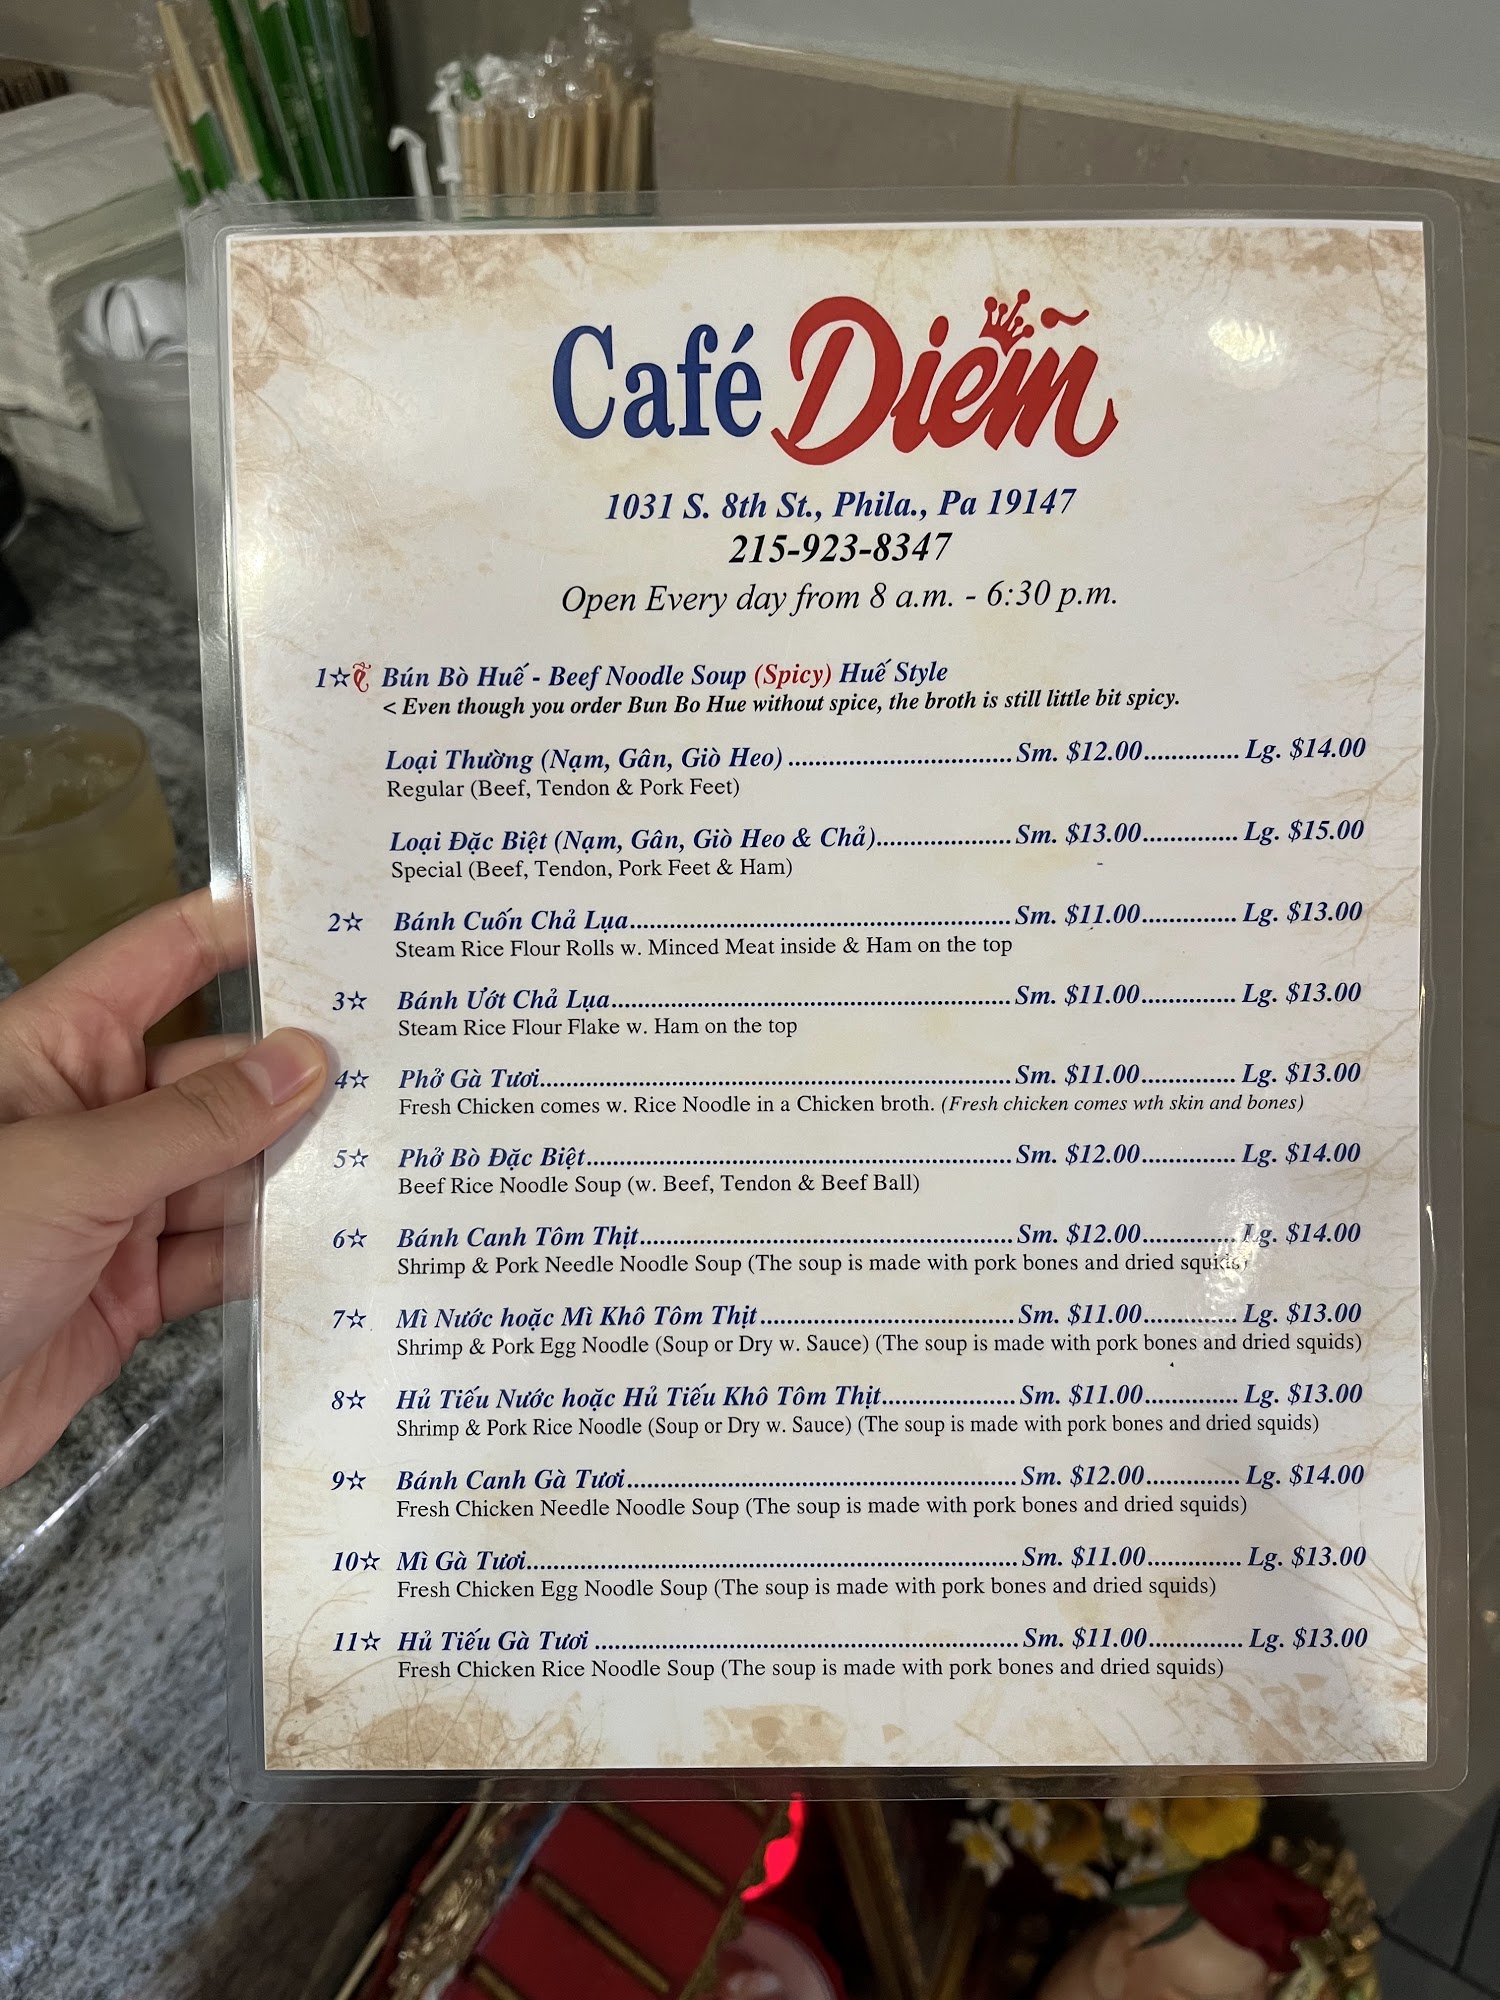 Café Diễm
1031 S. 8th St., Phila., Pa 19147
215-923-8347
Open Every day from 8 a.m. - 6:30 p.m.
1☆ Bún Bò Huế - Beef Noodle Soup (Spicy) Huế Style
< Even though you order Bun Bo Hue without spice, the broth is still little bit spicy.
Loại Thường (Nạm, Gân, Giò Heo) .................................... Sm. $12.00.............. Lg. $14.00
Regular (Beef, Tendon & Pork Feet)
Loại Đặc Biệt (Nạm, Gân, Giò Heo & Chả).................... Sm. $13.00.............. Lg. $15.00
Special (Beef, Tendon, Pork Feet & Ham)
2☆ Bánh Cuốn Chả Lụa......................................................... Sm. $11.00.............. Lg. $13.00
Steam Rice Flour Rolls w. Minced Meat inside & Ham on the top
3☆ Bánh Ướt Chả Lụa............................................................ Sm. $11.00.............. Lg. $13.00
Steam Rice Flour Flake w. Ham on the top
4☆ Phở Gà Tươi....................................................................... Sm. $11.00.............. Lg. $13.00
Fresh Chicken comes w. Rice Noodle in a Chicken broth. (Fresh chicken comes wth skin and bones)
5☆ Phở Bò Đặc Biệt................................................................ Sm. $12.00.............. Lg. $14.00
Beef Rice Noodle Soup (w. Beef, Tendon & Beef Ball)
6☆ Bánh Canh Tôm Thịt........................................................ Sm. $12.00.............. Lg. $14.00
Shrimp & Pork Needle Noodle Soup (The soup is made with pork bones and dried squids)
7☆ Mì Nước hoặc Mì Khô Tôm Thịt...................................... Sm. $11.00.............. Lg. $13.00
Shrimp & Pork Egg Noodle (Soup or Dry w. Sauce) (The soup is made with pork bones and dried squids)
8☆ Hủ Tiếu Nước hoặc Hủ Tiếu Khô Tôm Thịt.................... Sm. $11.00.............. Lg. $13.00
Shrimp & Pork Rice Noodle (Soup or Dry w. Sauce) (The soup is made with pork bones and dried squids)
9☆ Bánh Canh Gà Tươi.......................................................... Sm. $12.00.............. Lg. $14.00
Fresh Chicken Needle Noodle Soup (The soup is made with pork bones and dried squids)
10☆ Mì Gà Tươi......................................................................... Sm. $11.00.............. Lg. $13.00
Fresh Chicken Egg Noodle Soup (The soup is made with pork bones and dried squids)
11☆ Hủ Tiếu Gà Tươi ............................................................... Sm. $11.00.............. Lg. $13.00
Fresh Chicken Rice Noodle Soup (The soup is made with pork bones and dried squids)